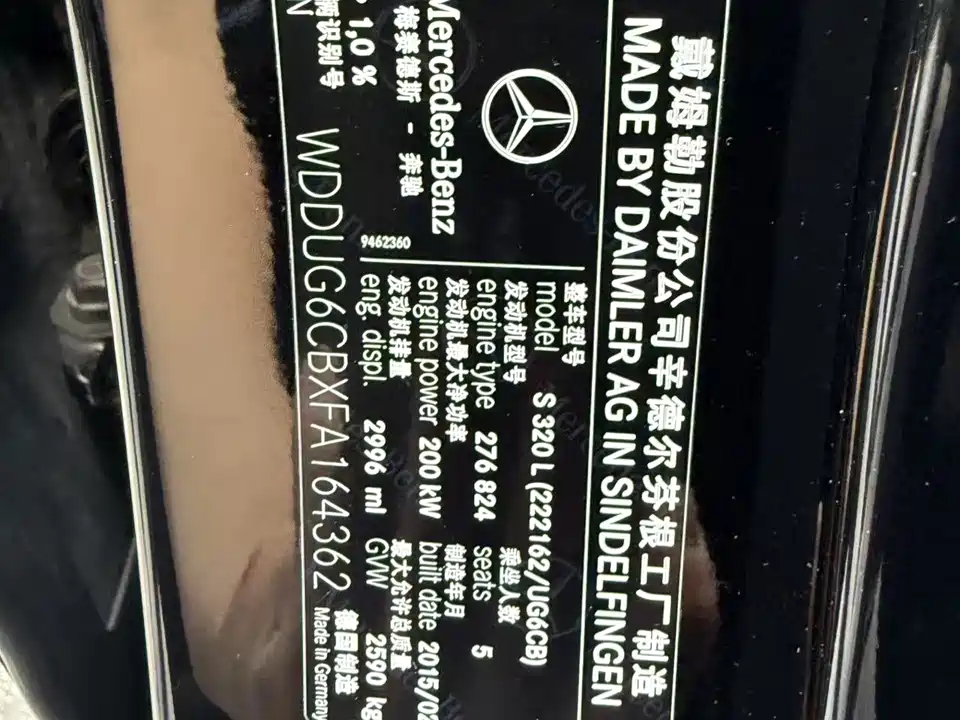 戴姆勒股份公司辛德尔芬根工厂制造
MADE BY DAIMLER AG IN SINDELFINGEN
整车型号
model S 320 L (222162/UG6CB)
发动机型号 乘坐人数
engine type 276 824 seats 5
发动机最大净功率 制造年月
engine power 200 kW built date 2015/02
发动机排量 最大允许总质量
eng. displ. 2996 ml GVW 2590 kg
Mercedes-Benz
梅赛德斯 - 奔驰
9462360
1,0 %
辆识别号 德国制造
N WDDUG6CBXFA164362 Made in Germany